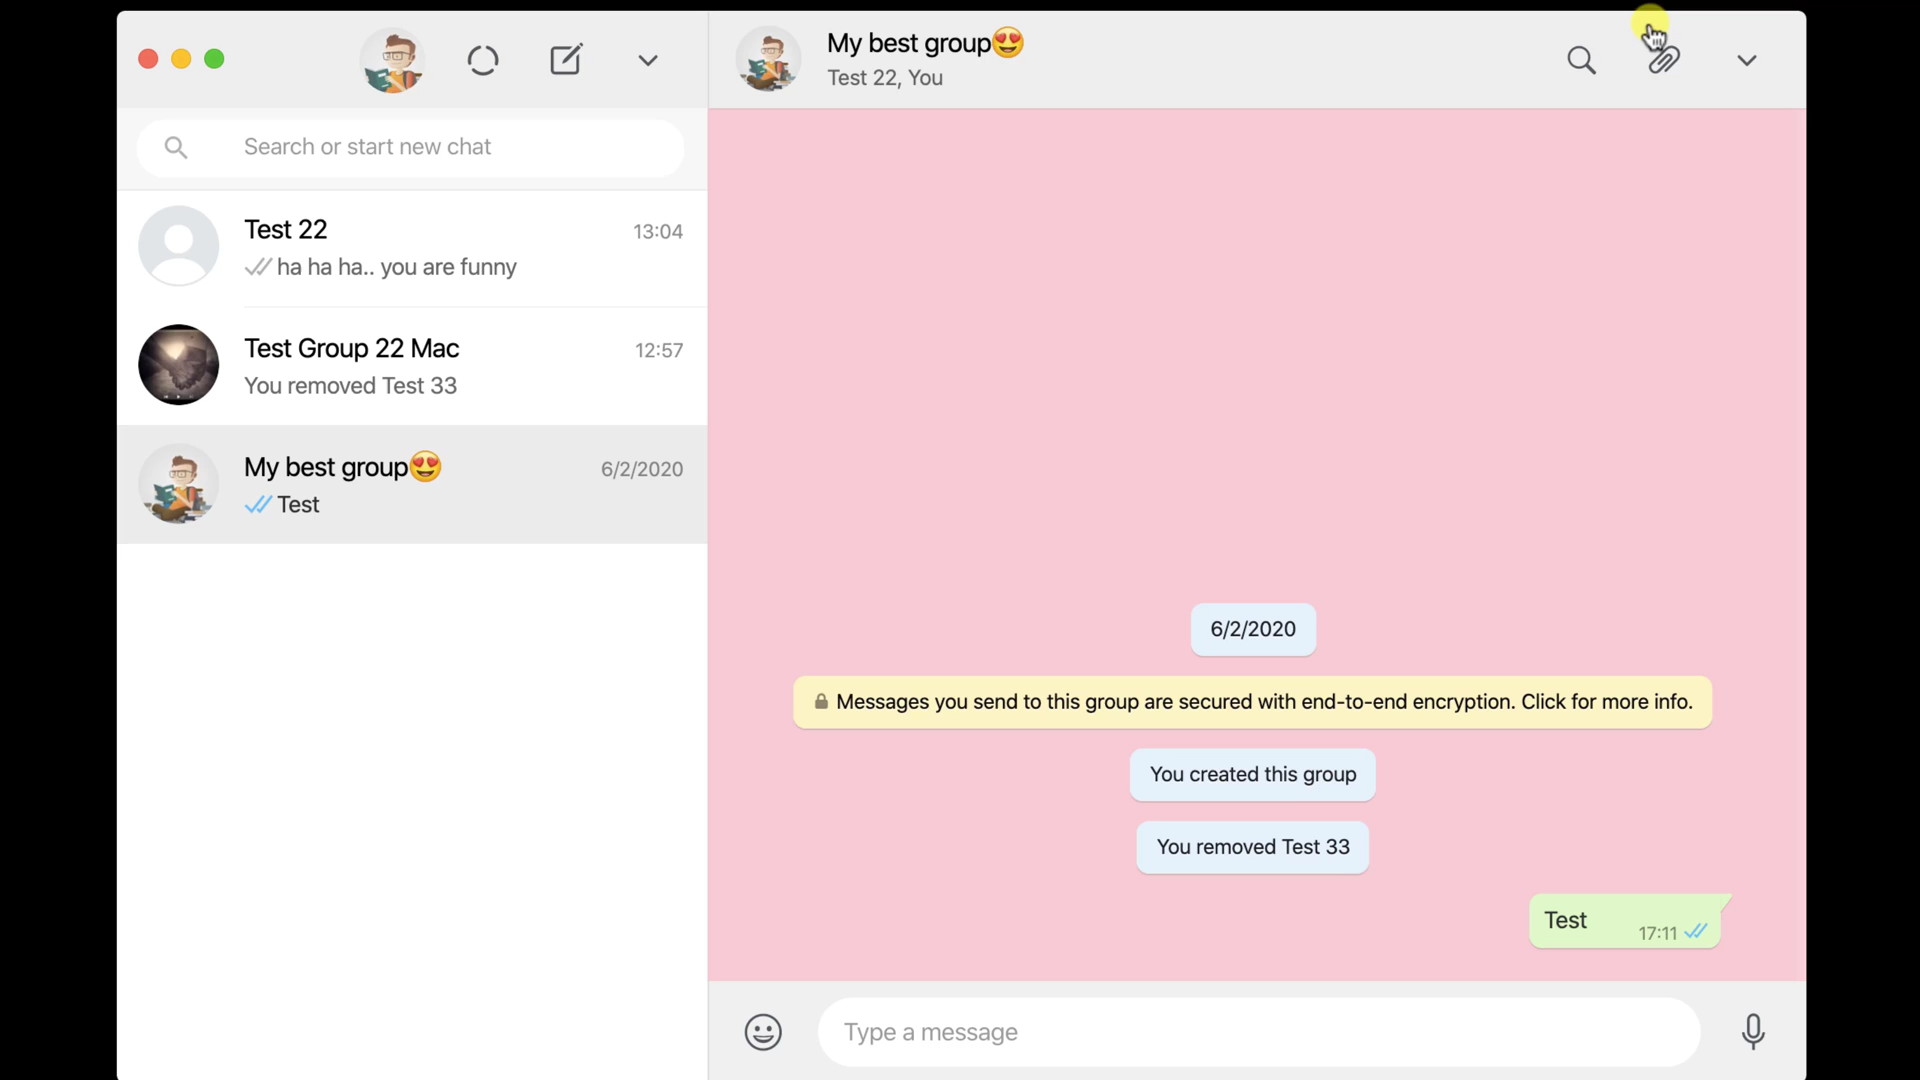 Search or start new chat
Test 22
13:04
ha ha ha.. you are funny
Test Group 22 Mac
12:57
You removed Test 33
My best group😍
6/2/2020
Test
My best group😍
Test 22, You
6/2/2020
Messages you send to this group are secured with end-to-end encryption. Click for more info.
You created this group
You removed Test 33
Test
17:11
Type a message